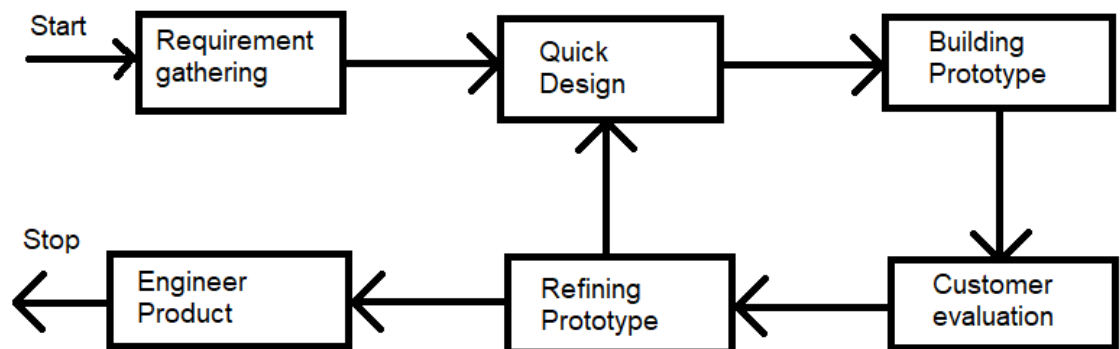 Start
Requirement
gathering
Quick
Design
Building
Prototype
Stop
Engineer
Product
Refining
Prototype
Customer
evaluation